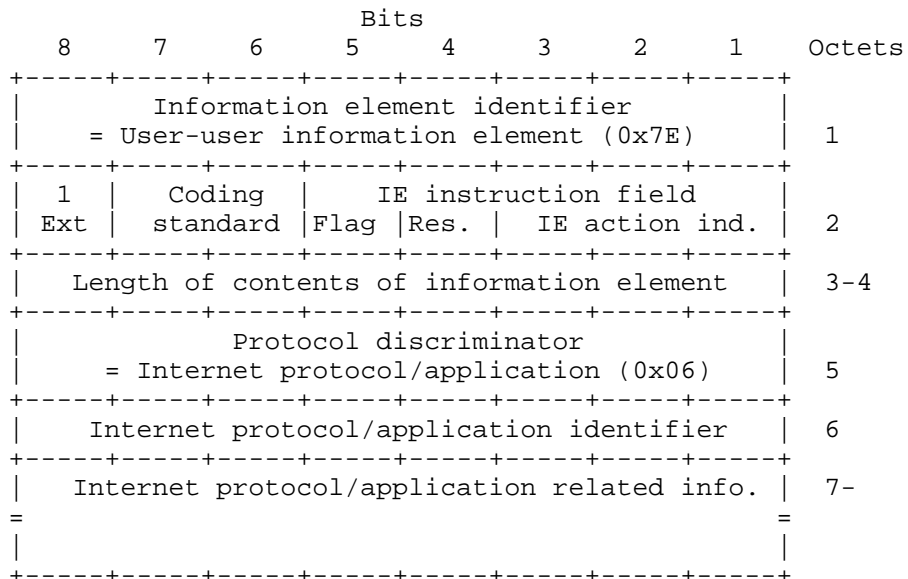 Bits
   8     7     6     5     4     3     2     1    Octets
+-----+-----+-----+-----+-----+-----+-----+-----+
|         Information element identifier        |
|    = User-user information element (0x7E)     |  1
+-----+-----+-----+-----+-----+-----+-----+-----+
|  1  |   Coding    |    IE instruction field   |
| Ext |  standard |Flag |Res. |  IE action ind. |  2
+-----+-----+-----+-----+-----+-----+-----+-----+
|   Length of contents of information element   |  3-4
+-----+-----+-----+-----+-----+-----+-----+-----+
|             Protocol discriminator            |
|     = Internet protocol/application (0x06)    |  5
+-----+-----+-----+-----+-----+-----+-----+-----+
|    Internet protocol/application identifier   |  6
+-----+-----+-----+-----+-----+-----+-----+-----+
|   Internet protocol/application related info. |  7-
=                                               =
|                                               |
+-----+-----+-----+-----+-----+-----+-----+-----+